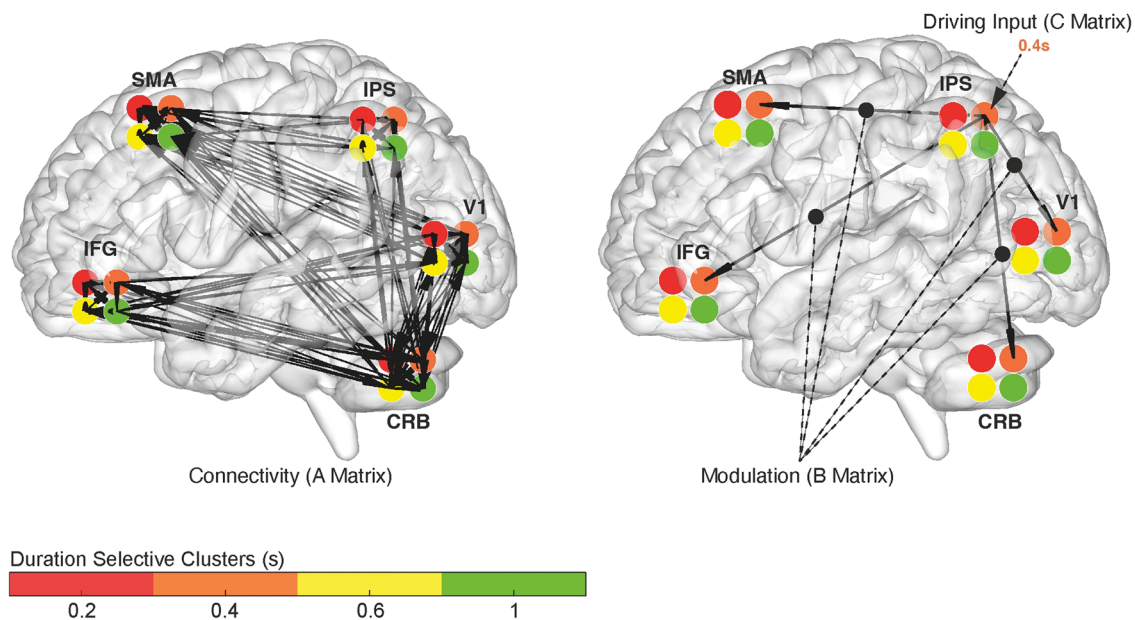 Driving Input (C Matrix)
0.4s
SMA
IPS
V1
IFG
CRB
SMA
IPS
V1
IFG
CRB
Connectivity (A Matrix)
Modulation (B Matrix)
Duration Selective Clusters (s)
0.2 0.4 0.6 1